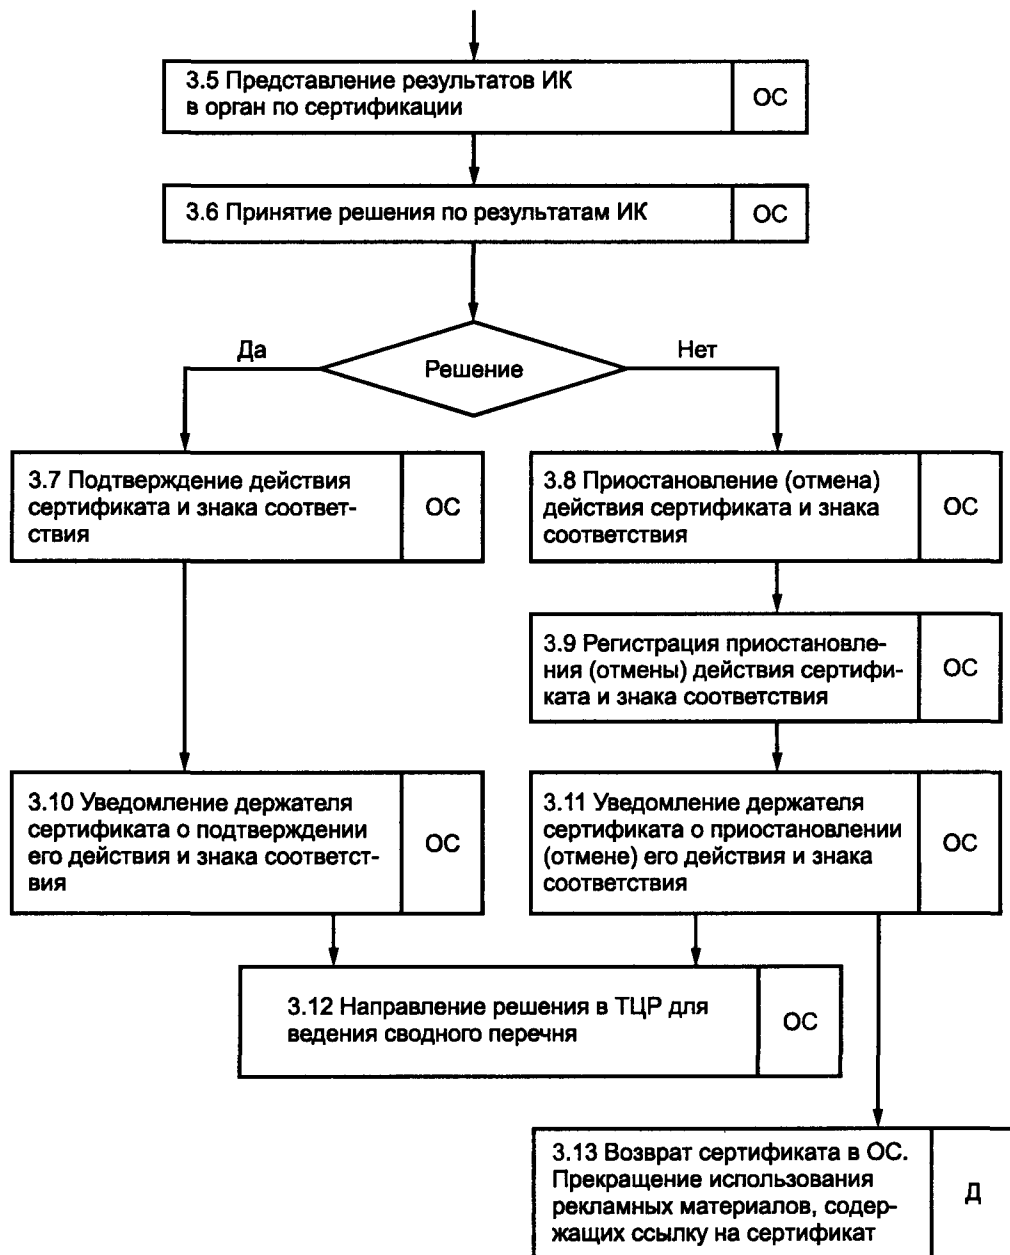 3.5 Представление результатов ИК
в орган по сертификации
ОС
3.6 Принятие решения по результатам ИК
ОС
Решение
Да
Нет
3.7 Подтверждение действия
сертификата и знака соответ-
ствия
ОС
3.8 Приостановление (отмена)
действия сертификата и знака
соответствия
ОС
3.9 Регистрация приостановле-
ния (отмены) действия сертифи-
ката и знака соответствия
ОС
3.10 Уведомление держателя
сертификата о подтверждении
его действия и знака соответст-
вия
ОС
3.11 Уведомление держателя
сертификата о приостановлении
(отмене) его действия и знака
соответствия
ОС
3.12 Направление решения в ТЦР для
ведения сводного перечня
ОС
3.13 Возврат сертификата в ОС.
Прекращение использования
рекламных материалов, содер-
жащих ссылку на сертификат
Д